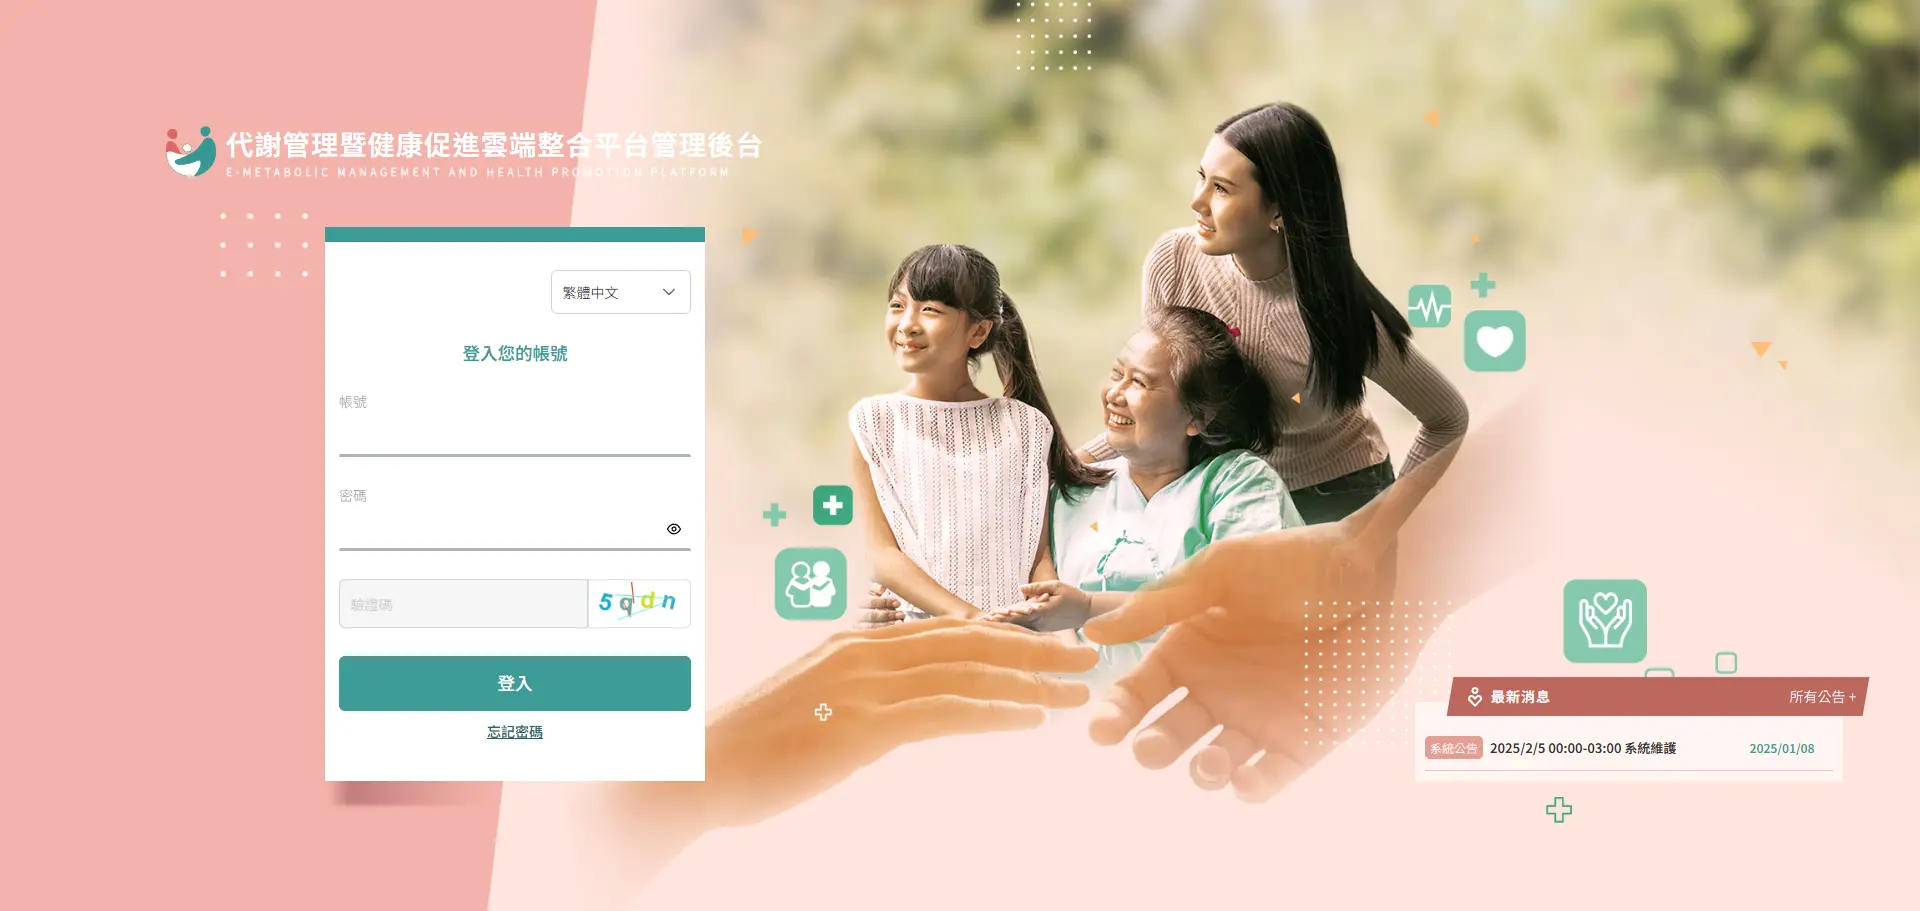 代謝管理暨健康促進雲端整合平台管理後台
E-METABOLIC MANAGEMENT AND HEALTH PROMOTION PLATFORM
繁體中文
登入您的帳號
帳號
密碼
驗證碼
5qdn
登入
忘記密碼
最新消息 所有公告 +
系統公告 2025/2/5 00:00-03:00 系統維護 2025/01/08